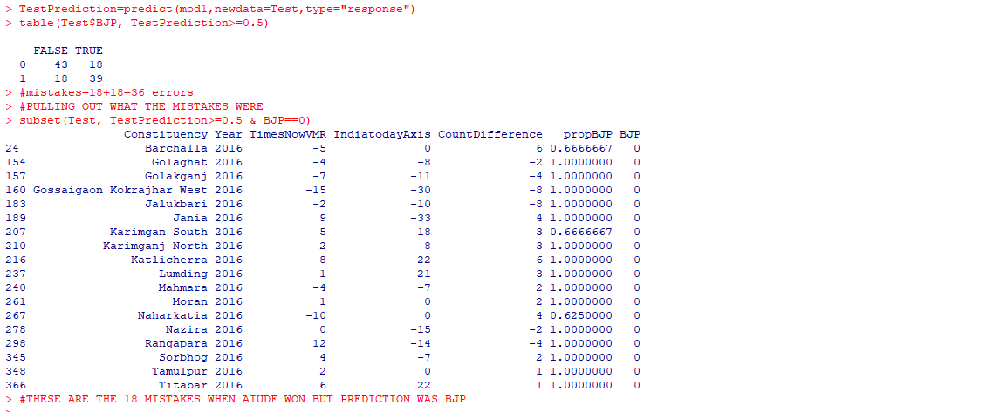 > TestPrediction=predict(mod1,newdata=Test,type="response")
> table(Test$BJP, TestPrediction>=0.5)
FALSE TRUE
0 43 18
1 18 39
> #mistakes=18+18=36 errors
> #PULLING OUT WHAT THE MISTAKES WERE
> subset(Test, TestPrediction>=0.5 & BJP==0)
Constituency Year TimesNowVMR IndiatodayAxis CountDifference propBJP BJP
24 Barchalla 2016 -5 0 6 0.6666667 0
154 Golaghat 2016 -4 -8 -2 1.0000000 0
157 Golakganj 2016 -7 -11 -4 1.0000000 0
160 Gossaigaon Kokrajhar West 2016 -15 -30 -8 1.0000000 0
183 Jalukbari 2016 -2 -10 -8 1.0000000 0
189 Jania 2016 9 -33 4 1.0000000 0
207 Karimgan South 2016 5 18 3 0.6666667 0
210 Karimganj North 2016 2 8 3 1.0000000 0
216 Katlicherra 2016 -8 22 -6 1.0000000 0
237 Lumding 2016 1 21 3 1.0000000 0
240 Mahmara 2016 -4 -7 2 1.0000000 0
261 Moran 2016 1 0 2 1.0000000 0
267 Naharkatia 2016 -10 0 4 0.6250000 0
278 Nazira 2016 0 -15 -2 1.0000000 0
298 Rangapara 2016 12 -14 -4 1.0000000 0
345 Sorbhog 2016 4 -7 2 1.0000000 0
348 Tamulpur 2016 2 0 1 1.0000000 0
366 Titabar 2016 6 22 1 1.0000000 0
> #THESE ARE THE 18 MISTAKES WHEN AIUDF WON BUT PREDICTION WAS BJP